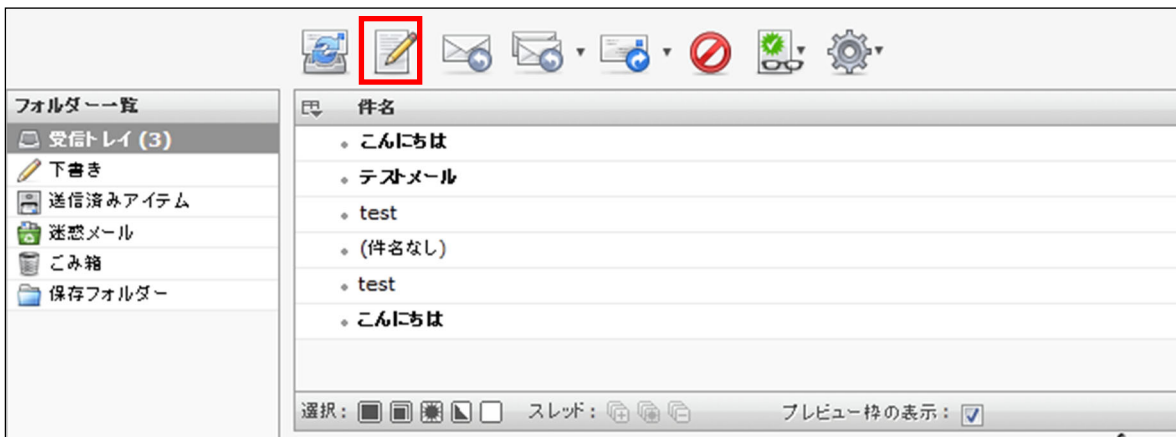 フォルダー一覧
受信トレイ (3)
下書き
送信済みアイテム
迷惑メール
ごみ箱
保存フォルダー
件名
こんにちは
テストメール
test
(件名なし)
test
こんにちは
選択: スレッド: プレビュー枠の表示: